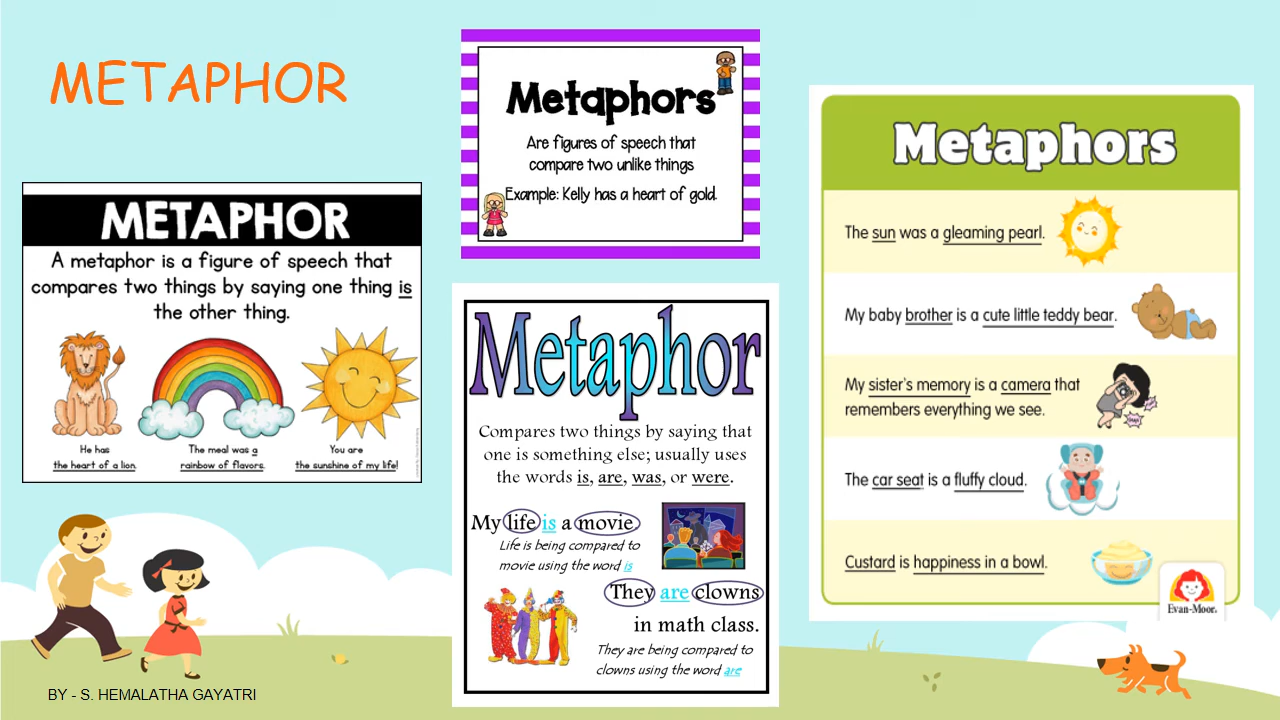 METAPHOR
METAPHOR
A metaphor is a figure of speech that
compares two things by saying one thing is
the other thing.
He has
the heart of a lion.
The meal was a
rainbow of flavors.
You are
the sunshine of my life!
BY - S. HEMALATHA GAYATRI
Metaphors
Are figures of speech that
compare two unlike things
Example: Kelly has a heart of gold.
Metaphor
Compares two things by saying that
one is something else; usually uses
the words is, are, was, or were.
My life is a movie
Life is being compared to
movie using the word is
They are clowns
in math class.
They are being compared to
clowns using the word are
Metaphors
The sun was a gleaming pearl.
My baby brother is a cute little teddy bear.
My sister's memory is a camera that
remembers everything we see.
The car seat is a fluffy cloud.
Custard is happiness in a bowl.
Evan-Moor.